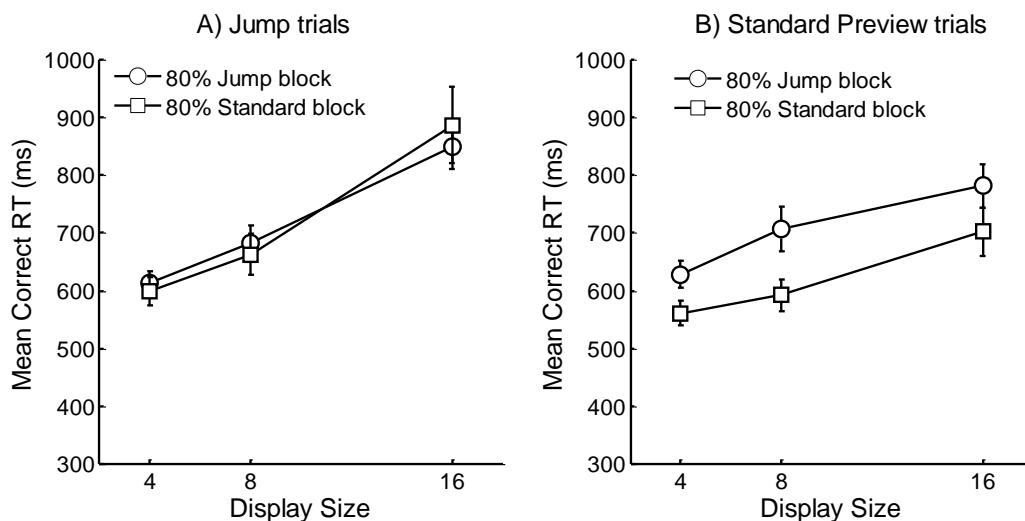 A) Jump trials
Mean Correct RT (ms)
1000
900
800
700
600
500
400
300
80% Jump block
80% Standard block
4
8
16
Display Size
B) Standard Preview trials
Mean Correct RT (ms)
1000
900
800
700
600
500
400
300
80% Jump block
80% Standard block
4
8
16
Display Size